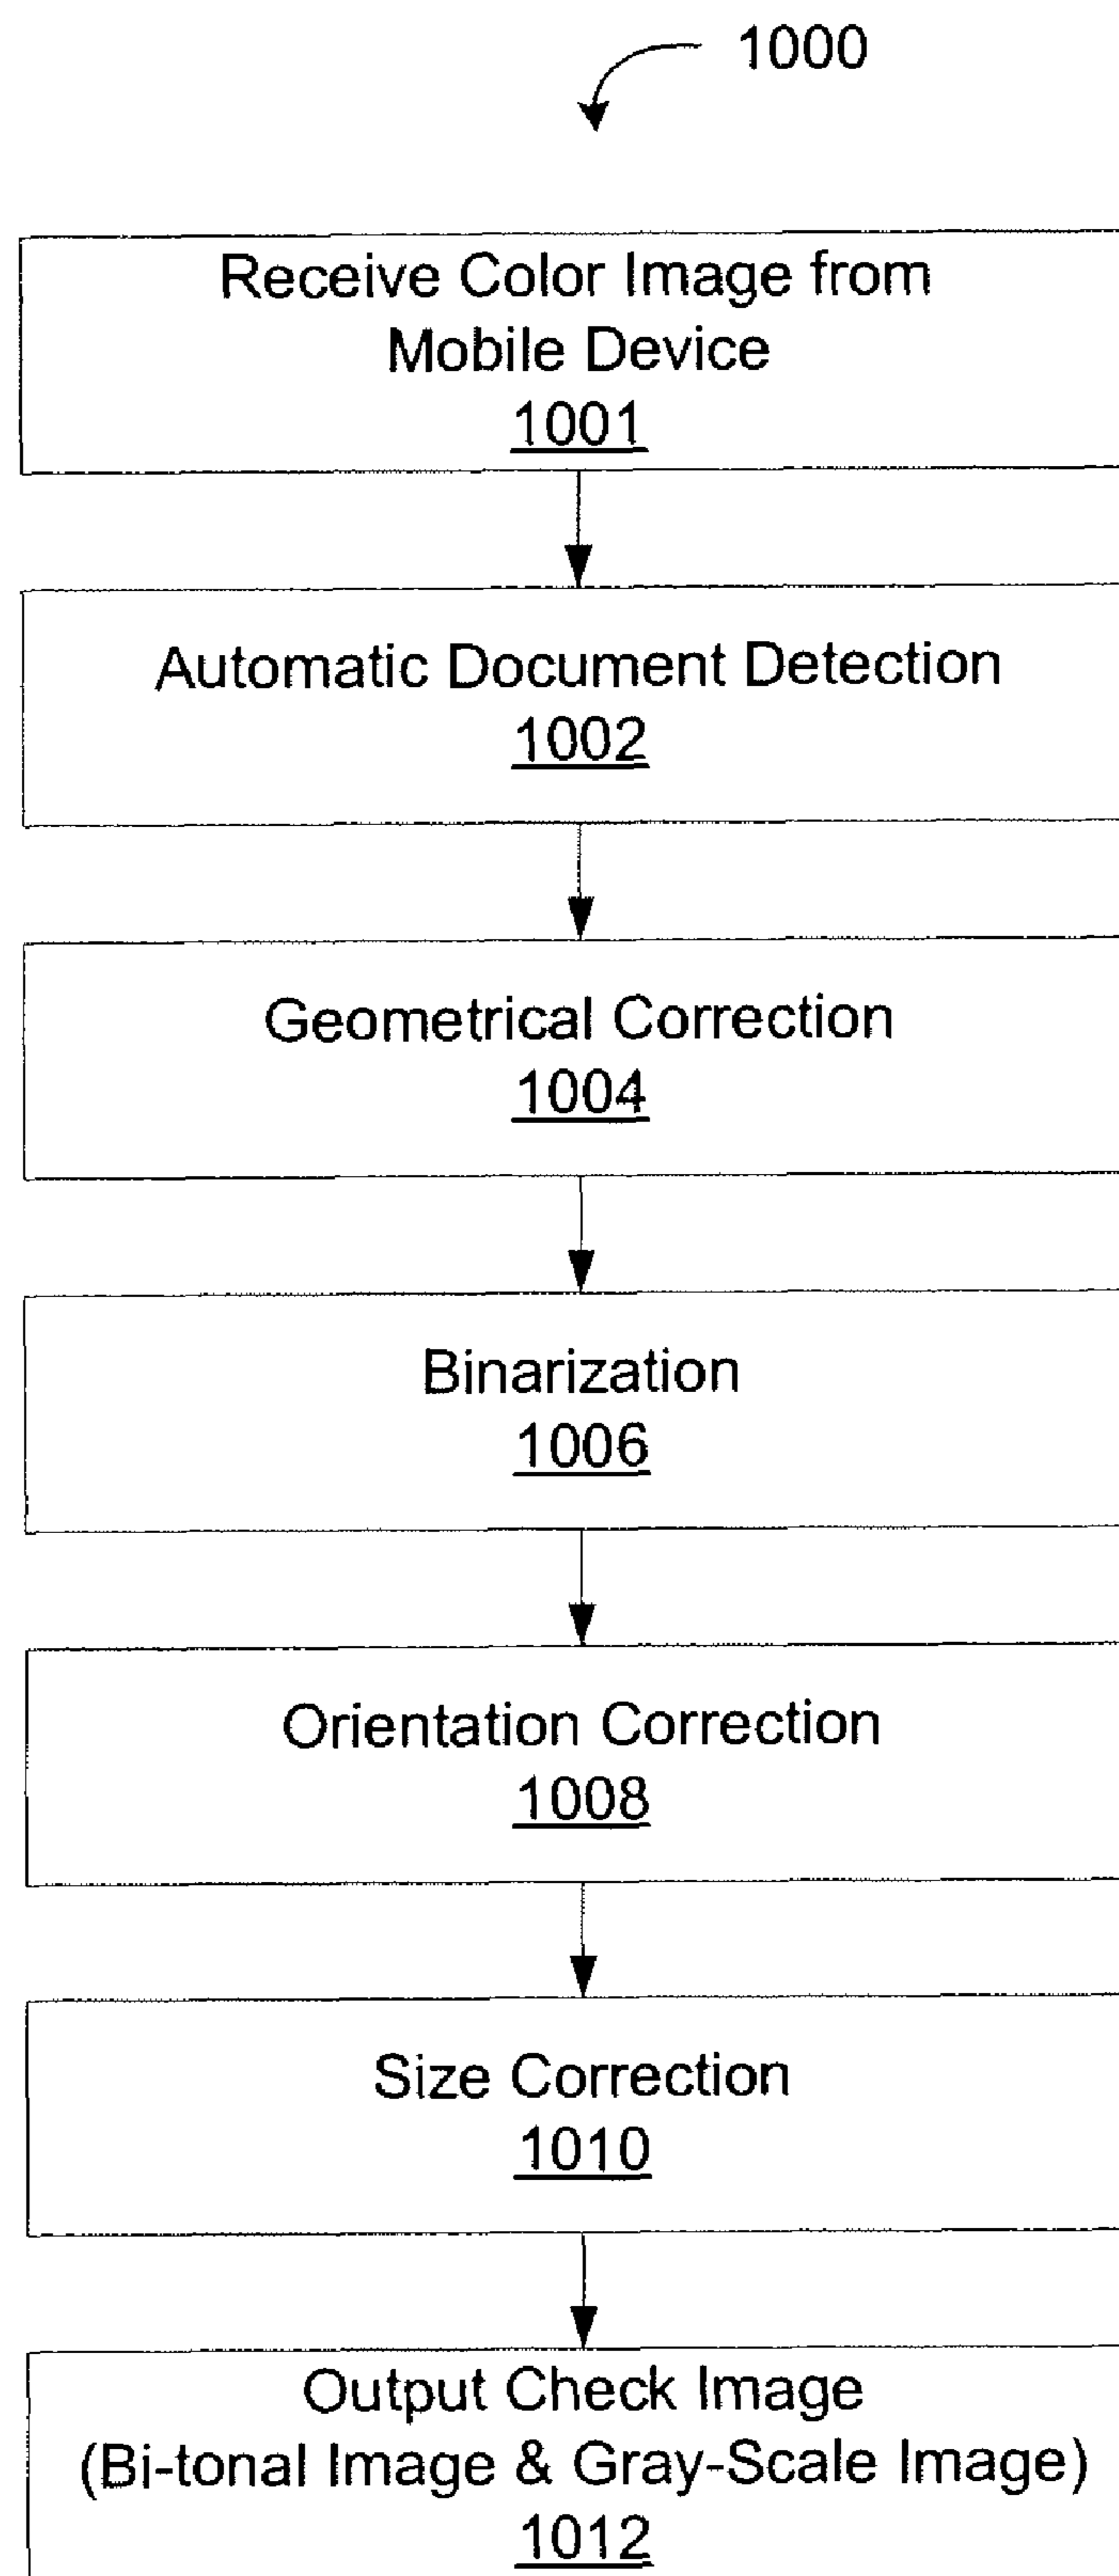 1000
Receive Color Image from
Mobile Device
1001
Automatic Document Detection
1002
Geometrical Correction
1004
Binarization
1006
Orientation Correction
1008
Size Correction
1010
Output Check Image
(Bi-tonal Image & Gray-Scale Image)
1012